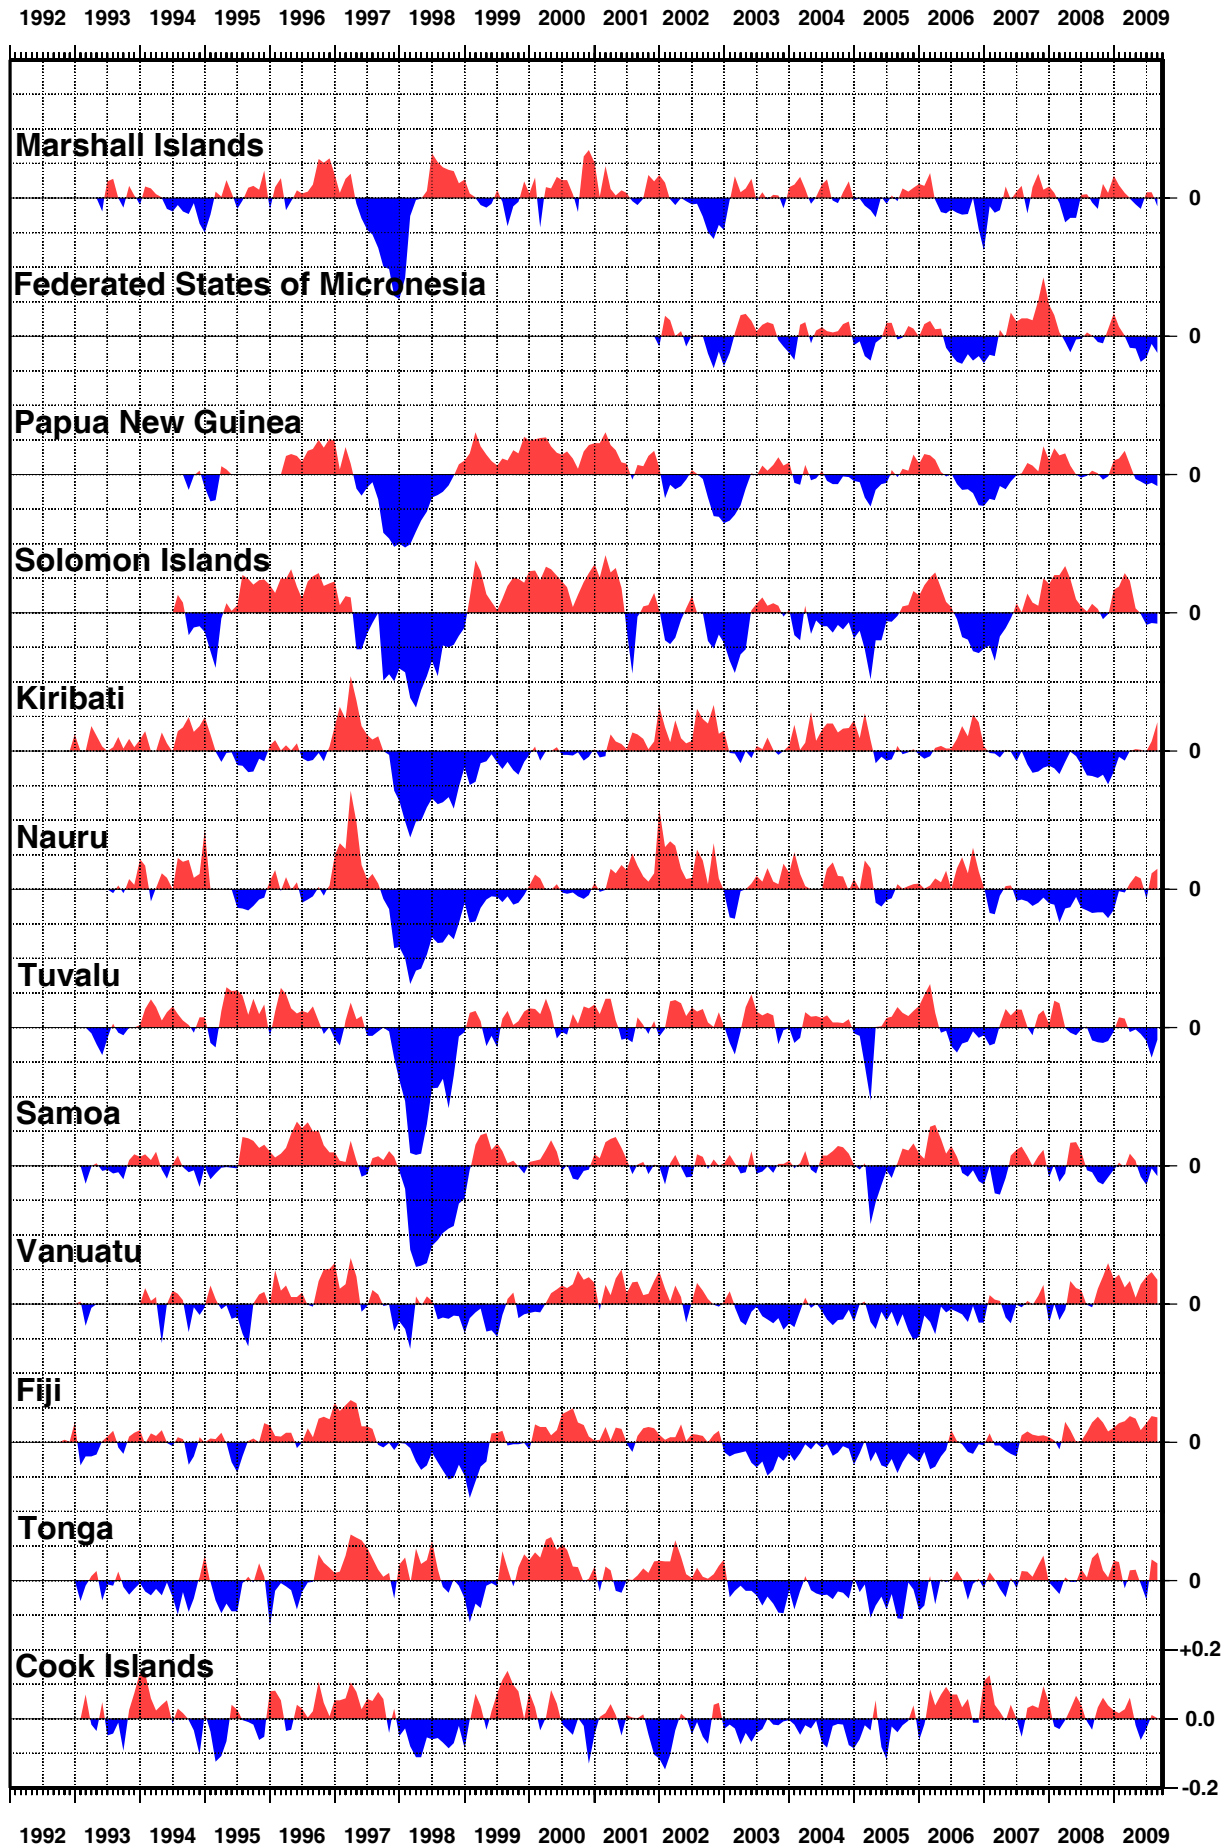 1992 1993 1994 1995 1996 1997 1998 1999 2000 2001 2002 2003 2004 2005 2006 2007 2008 2009
Marshall Islands
0
Federated States of Micronesia
0
Papua New Guinea
0
Solomon Islands
0
Kiribati
0
Nauru
0
Tuvalu
0
Samoa
0
Vanuatu
0
Fiji
0
Tonga
0
+0.2
Cook Islands
0.0
-0.2
1992 1993 1994 1995 1996 1997 1998 1999 2000 2001 2002 2003 2004 2005 2006 2007 2008 2009